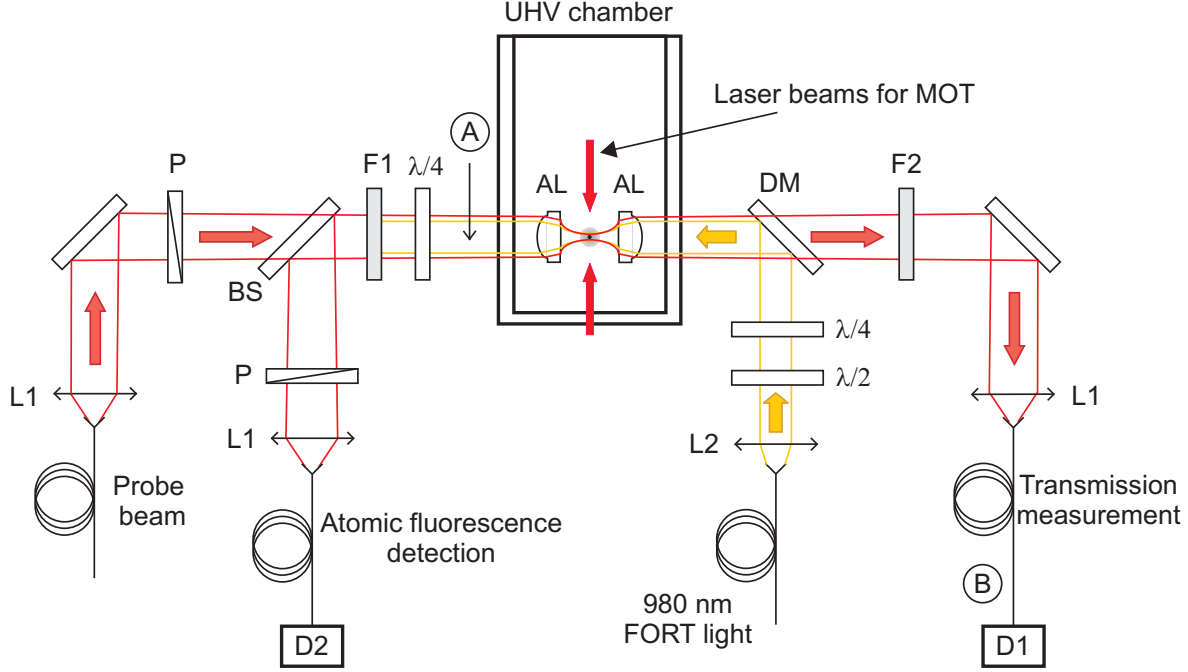 UHV chamber
Laser beams for MOT
A
P
F1
λ/4
AL
AL
DM
F2
BS
λ/4
P
λ/2
L1
L1
L1
L2
Probe
beam
Atomic fluorescence
detection
Transmission
measurement
B
980 nm
FORT light
D2
D1